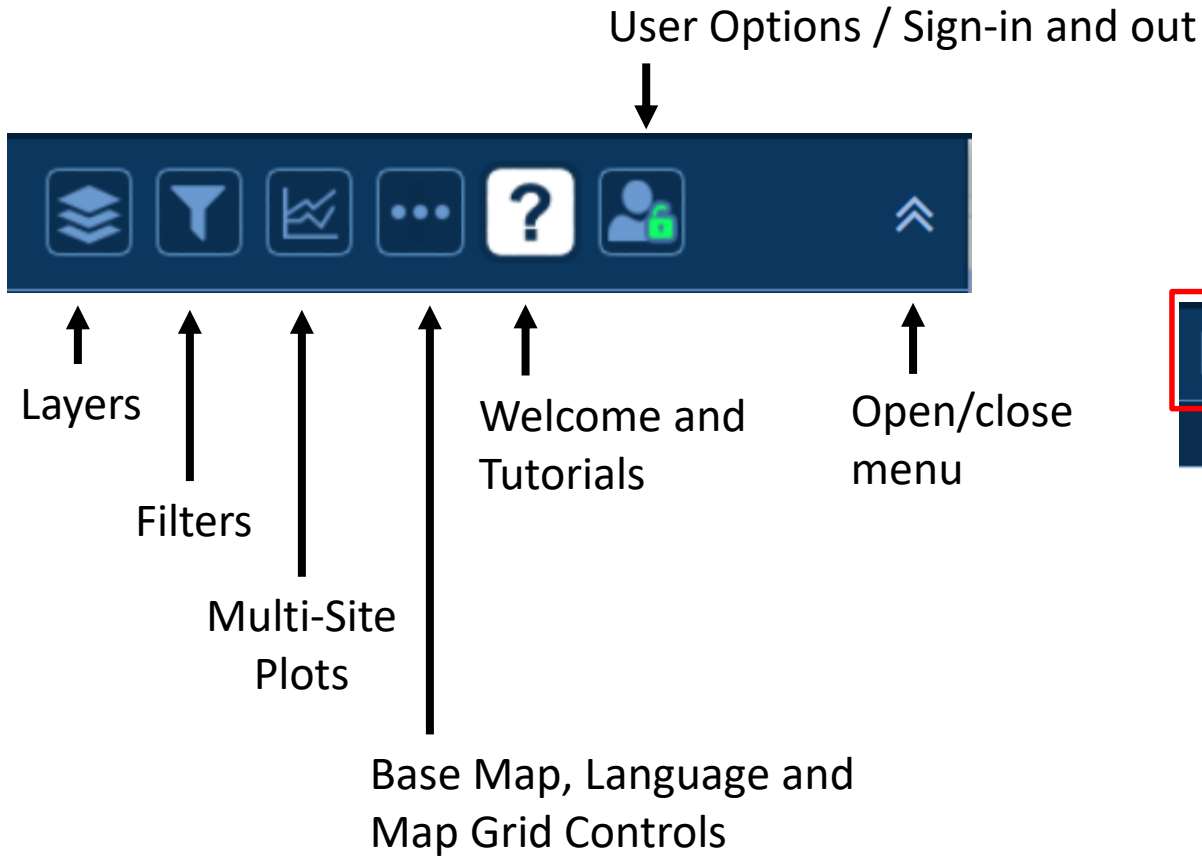 User Options / Sign-in and out
?
Layers
Filters
Multi-Site
Plots
Base Map, Language and
Map Grid Controls
Welcome and
Tutorials
Open/close
menu